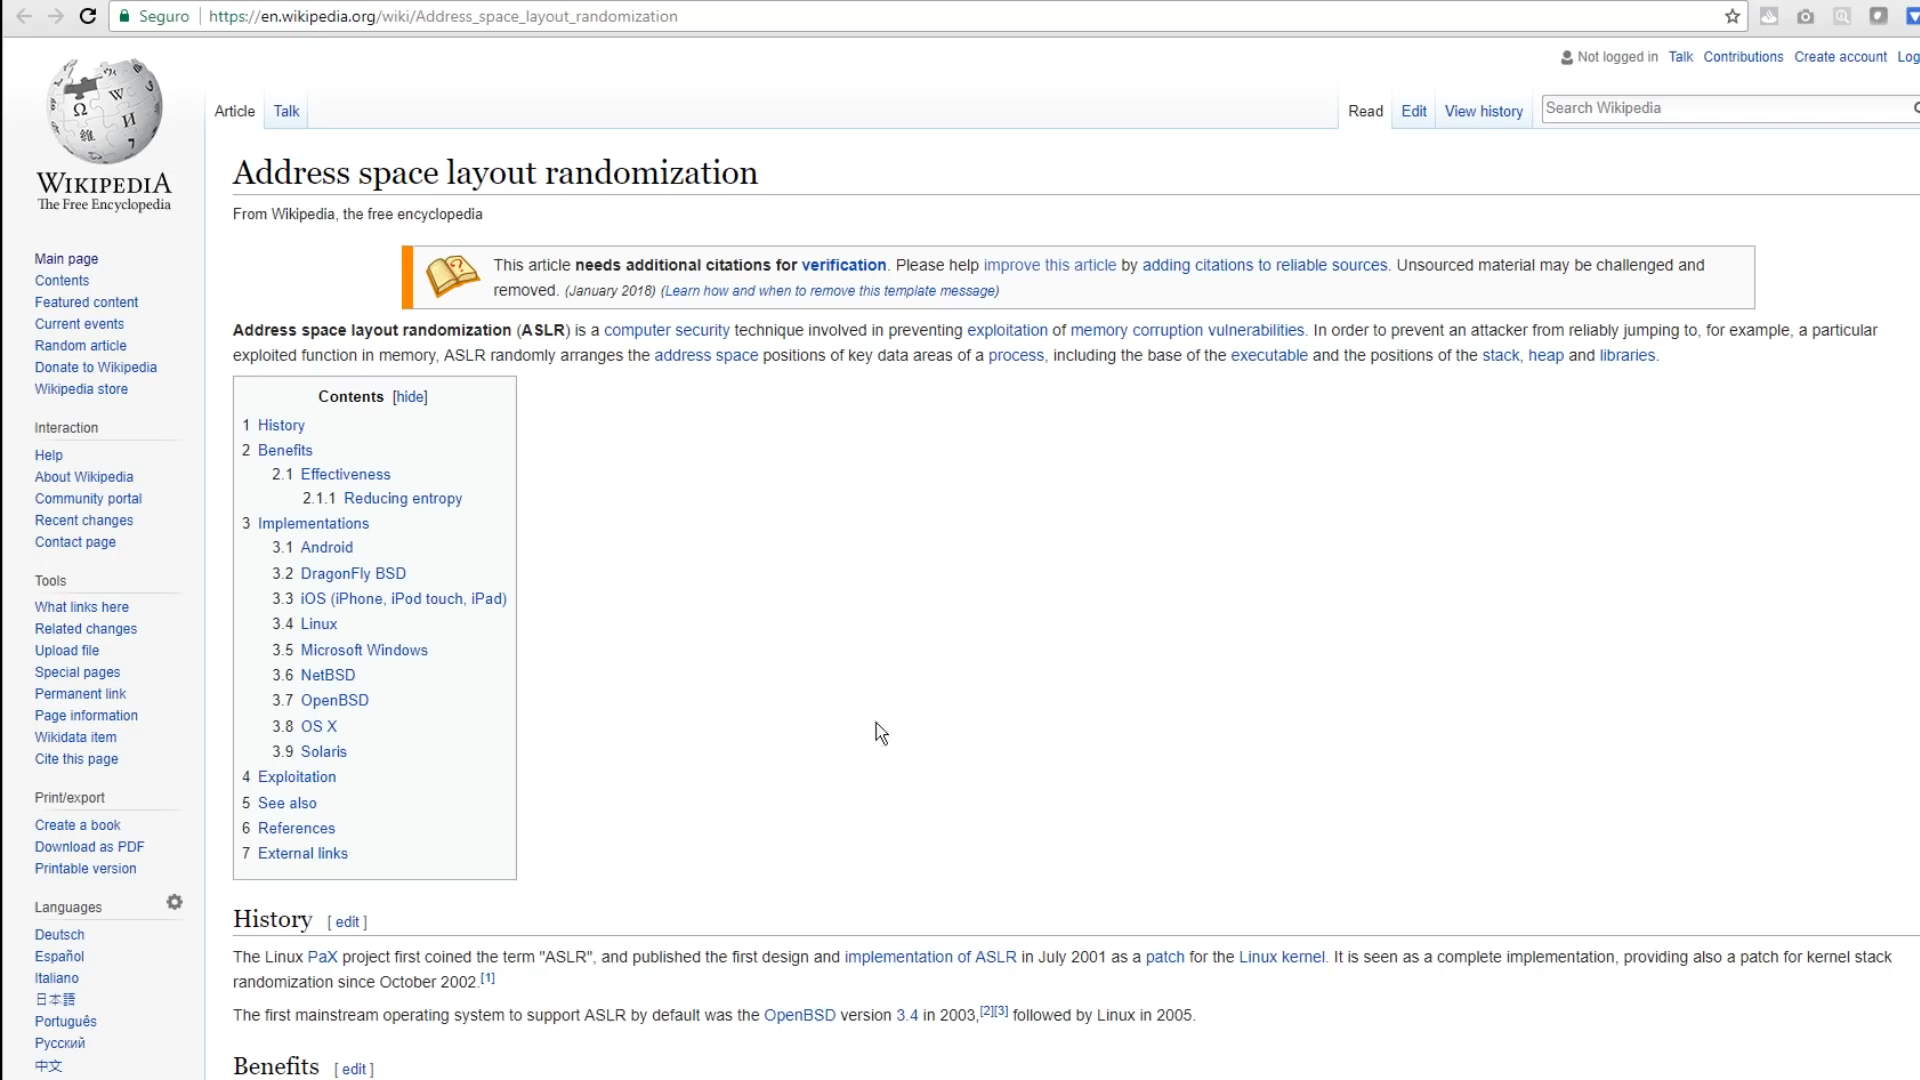 Seguro https://en.wikipedia.org/wiki/Address_space_layout_randomization
Not logged in Talk Contributions Create account
Article Talk Read Edit View history Search Wikipedia
WIKIPEDIA
The Free Encyclopedia
Address space layout randomization
From Wikipedia, the free encyclopedia
This article needs additional citations for verification. Please help improve this article by adding citations to reliable sources. Unsourced material may be challenged and
removed. (January 2018) (Learn how and when to remove this template message)
Address space layout randomization (ASLR) is a computer security technique involved in preventing exploitation of memory corruption vulnerabilities. In order to prevent an attacker from reliably jumping to, for example, a particular
exploited function in memory, ASLR randomly arranges the address space positions of key data areas of a process, including the base of the executable and the positions of the stack, heap and libraries.
Main page
Contents
Featured content
Current events
Random article
Donate to Wikipedia
Wikipedia store
Interaction
Help
About Wikipedia
Community portal
Recent changes
Contact page
Tools
What links here
Related changes
Upload file
Special pages
Permanent link
Page information
Wikidata item
Cite this page
Print/export
Create a book
Download as PDF
Printable version
Languages
Deutsch
Español
Italiano
日本語
Português
Русский
中文
Contents [hide]
1 History
2 Benefits
2.1 Effectiveness
2.1.1 Reducing entropy
3 Implementations
3.1 Android
3.2 DragonFly BSD
3.3 iOS (iPhone, iPod touch, iPad)
3.4 Linux
3.5 Microsoft Windows
3.6 NetBSD
3.7 OpenBSD
3.8 OS X
3.9 Solaris
4 Exploitation
5 See also
6 References
7 External links
History [ edit ]
The Linux PaX project first coined the term "ASLR", and published the first design and implementation of ASLR in July 2001 as a patch for the Linux kernel. It is seen as a complete implementation, providing also a patch for kernel stack
randomization since October 2002.[1]
The first mainstream operating system to support ASLR by default was the OpenBSD version 3.4 in 2003,[2][3] followed by Linux in 2005.
Benefits [ edit ]